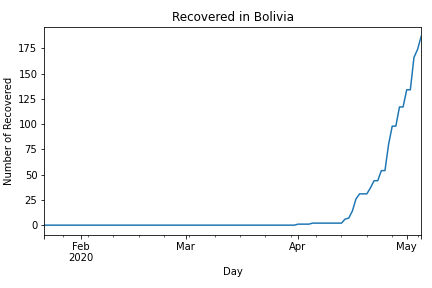 Recovered in Bolivia
Number of Recovered
175
150
125
100
75
50
25
0
Feb
2020
Mar
Apr
May
Day